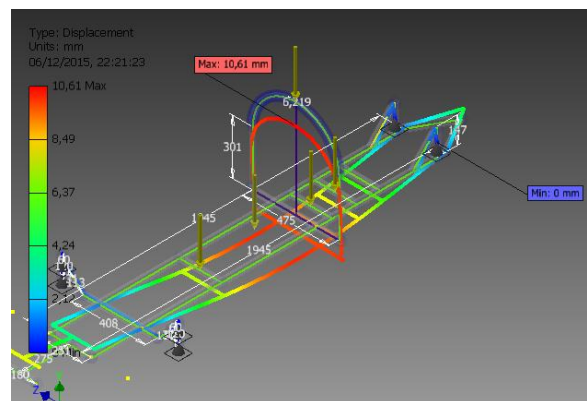 Type: Displacement
Units: mm
06/12/2015, 22:21:23
10,61 Max
8,49
6,37
4,24
Max: 10,61 mm
Min: 0 mm
6,219
301
147
475
1945
408
275
180
Z